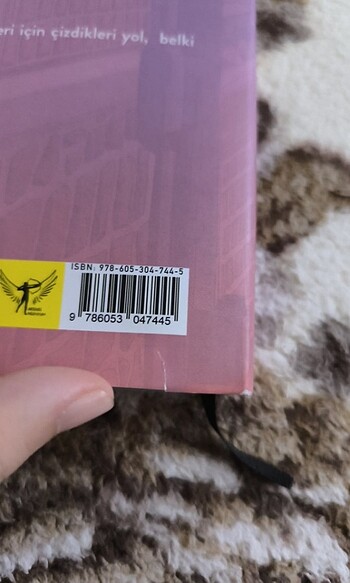 eri için çizdikleri yol, belki
ISBN: 978-605-304-744-5
9 786053 047445